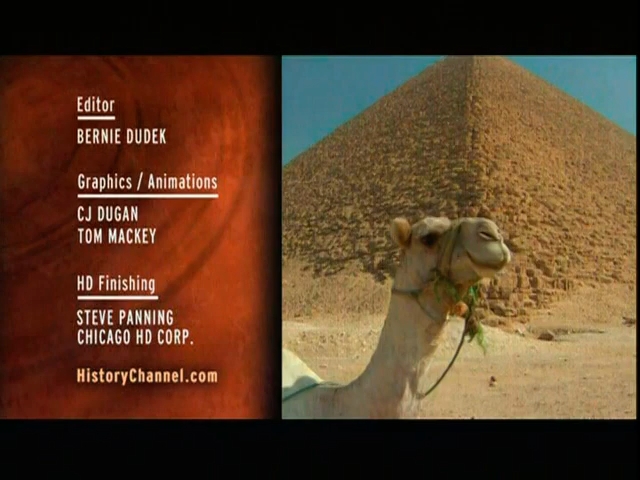 Editor
BERNIE DUDEK
Graphics / Animations
CJ DUGAN
TOM MACKEY
HD Finishing
STEVE PANNING
CHICAGO HD CORP.
HistoryChannel.com